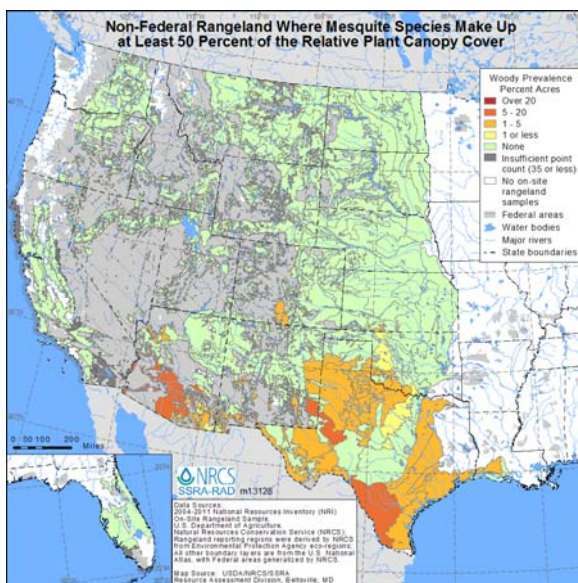 Non-Federal Rangeland Where Mesquite Species Make Up
at Least 50 Percent of the Relative Plant Canopy Cover
Woody Prevalence
Percent Acres
Over 20
5 - 20
1 - 5
1 or less
None
Insufficient point
count (35 or less)
No on-site
rangeland
samples
Federal areas
Water bodies
Major rivers
State boundaries
0 50 100 200
Miles
NRCS
SSRA-RAD
m13128
Data Sources:
2004-2011 National Resources Inventory (NRI)
On-Site Rangeland Sample,
U.S. Department of Agriculture,
Natural Resources Conservation Service (NRCS);
Rangeland reporting regions were derived by NRCS
from Environmental Protection Agency eco-regions;
All other boundary layers are from the U.S. National
Atlas, with Federal areas generalized by NRCS.
Map Source: USDA/NRCS/SSRA
Resource Assessment Division, Beltsville, MD